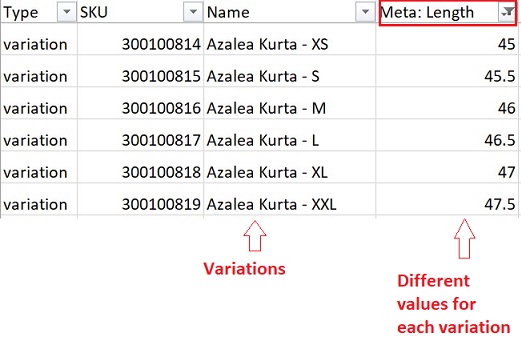 Type SKU Name Meta: Length
variation 300100814 Azalea Kurta - XS 45
variation 300100815 Azalea Kurta - S 45.5
variation 300100816 Azalea Kurta - M 46
variation 300100817 Azalea Kurta - L 46.5
variation 300100818 Azalea Kurta - XL 47
variation 300100819 Azalea Kurta - XXL 47.5
Variations
Different
values for
each variation